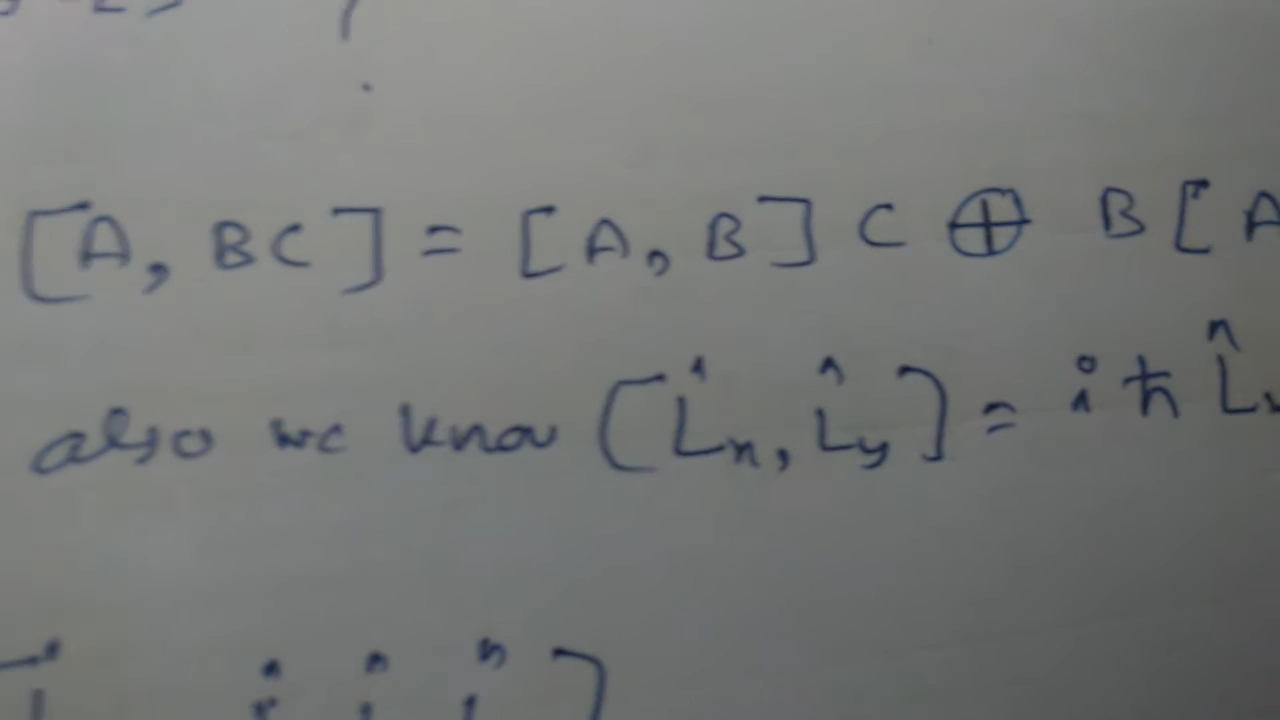 [A, BC] = [A, B] C ⊕ B [A
also we know [L̂x, L̂y] = iħ L̂